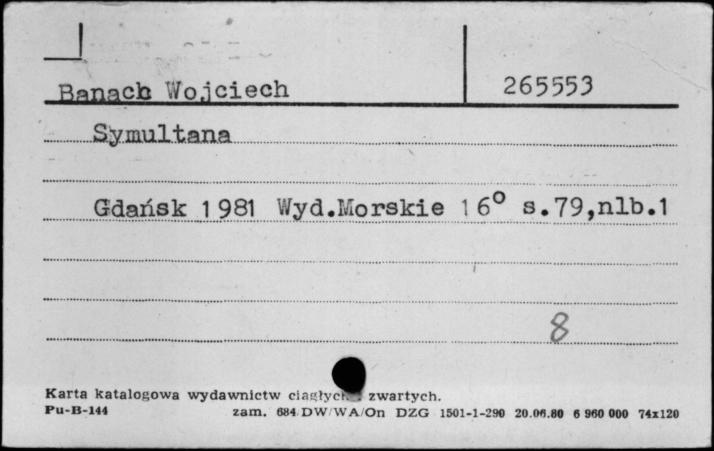 Banach Wojciech 265553
Symultana
Gdańsk 1981 Wyd.Morskie 16° s.79,nlb.1
8
Karta katalogowa wydawnictw ciągłych zwartych.
Pu-B-144 zam. 684/DW/WA/On DZG 1501-1-290 20.06.80 6 960 000 74x120